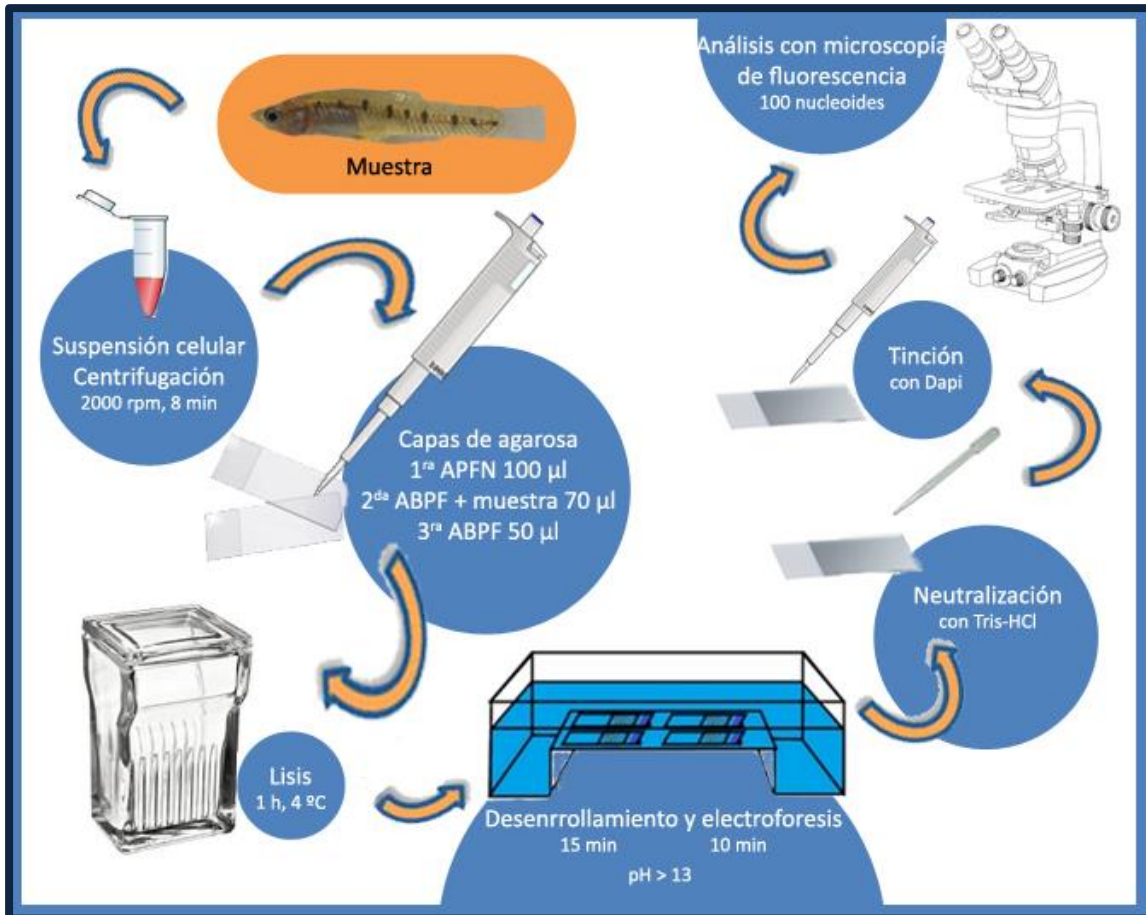 Muestra
Suspensión celular
Centrifugación
2000 rpm, 8 min
Capas de agarosa
1ra APFN 100 µl
2da ABPF + muestra 70 µl
3ra ABPF 50 µl
Lisis
1 h, 4 ºC
Desenrrollamiento y electroforesis
15 min 10 min
pH > 13
Neutralización
con Tris-HCl
Tinción
con Dapi
Análisis con microscopía
de fluorescencia
100 nucleoides